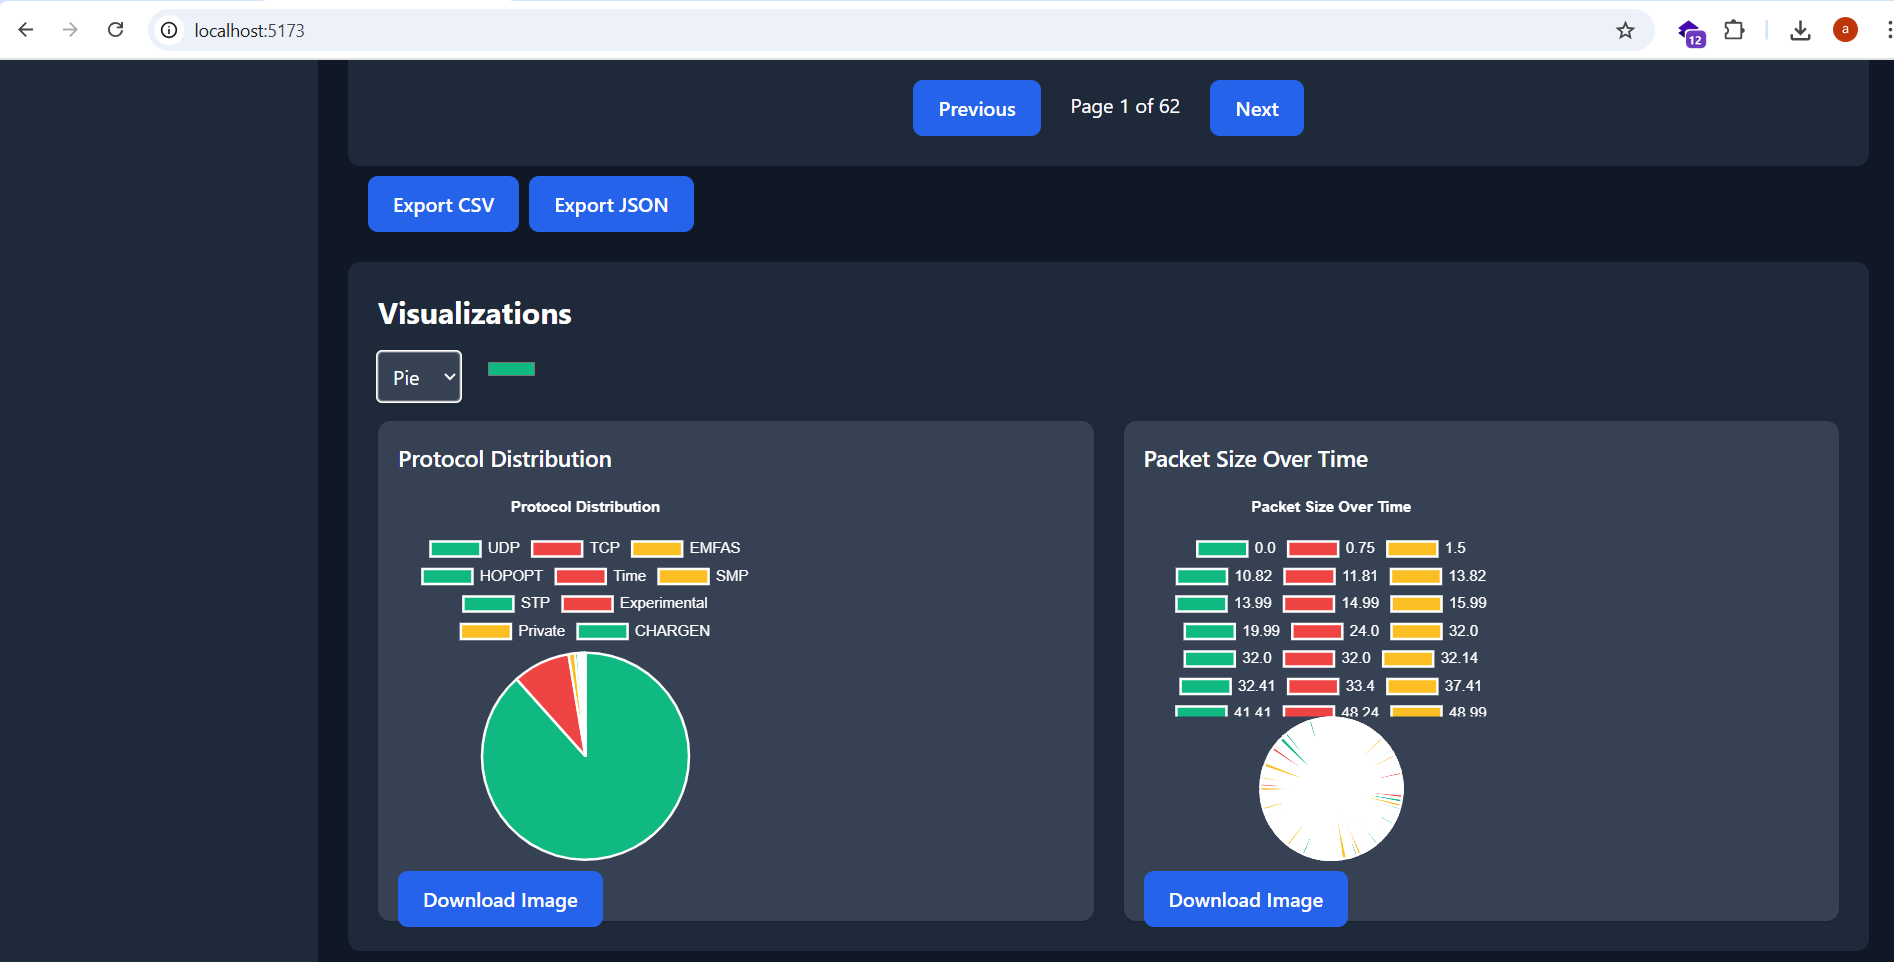 localhost:5173
12
a
Previous Page 1 of 62 Next
Export CSV Export JSON
Visualizations
Pie
Protocol Distribution
Protocol Distribution
UDP TCP EMFAS
HOPOPT Time SMP
STP Experimental
Private CHARGEN
Download Image
Packet Size Over Time
Packet Size Over Time
0.0 0.75 1.5
10.82 11.81 13.82
13.99 14.99 15.99
19.99 24.0 32.0
32.0 32.0 32.14
32.41 33.4 37.41
41.41 48.24 48.99
Download Image